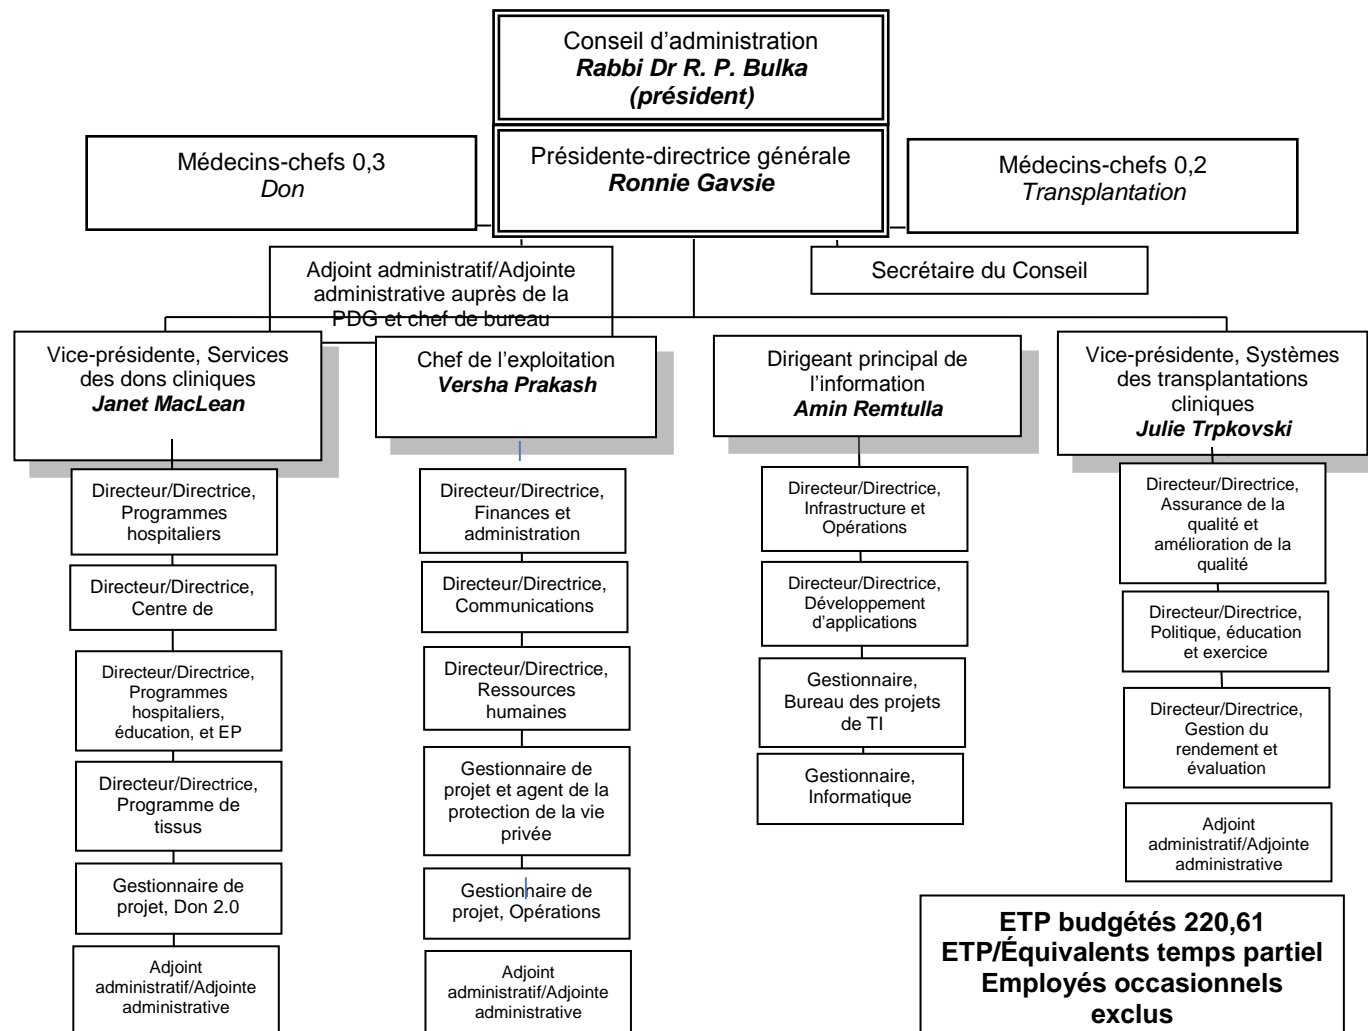 Conseil d’administration
Rabbi Dr R. P. Bulka
(président)
Médecins-chefs 0,3
Don
Présidente-directrice générale
Ronnie Gavsie
Médecins-chefs 0,2
Transplantation
Adjoint administratif/Adjointe
administrative auprès de la
PDG et chef de bureau
Secrétaire du Conseil
Vice-présidente, Services
des dons cliniques
Janet MacLean
Chef de l’exploitation
Versha Prakash
Dirigeant principal de
l’information
Amin Remtulla
Vice-présidente, Systèmes
des transplantations
cliniques
Julie Trpkovski
Directeur/Directrice,
Programmes
hospitaliers
Directeur/Directrice,
Centre de
Directeur/Directrice,
Programmes
hospitaliers,
éducation, et EP
Directeur/Directrice,
Programme de
tissus
Gestionnaire de
projet, Don 2.0
Adjoint
administratif/Adjointe
administrative
Directeur/Directrice,
Finances et
administration
Directeur/Directrice,
Communications
Directeur/Directrice,
Ressources
humaines
Gestionnaire de
projet et agent de la
protection de la vie
privée
Gestionnaire de
projet, Opérations
Adjoint
administratif/Adjointe
administrative
Directeur/Directrice,
Infrastructure et
Opérations
Directeur/Directrice,
Développement
d’applications
Gestionnaire,
Bureau des projets
de TI
Gestionnaire,
Informatique
Directeur/Directrice,
Assurance de la
qualité et
amélioration de la
qualité
Directeur/Directrice,
Politique, éducation
et exercice
Directeur/Directrice,
Gestion du
rendement et
évaluation
Adjoint
administratif/Adjointe
administrative
ETP budgétés 220,61
ETP/Équivalents temps partiel
Employés occasionnels
exclus